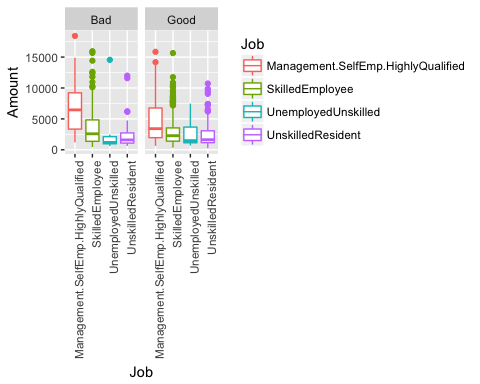 Bad
Good
Amount
15000
10000
5000
0
Management.SelfEmp.HighlyQualified
SkilledEmployee
UnemployedUnskilled
UnskilledResident
Management.SelfEmp.HighlyQualified
SkilledEmployee
UnemployedUnskilled
UnskilledResident
Job
Job
Management.SelfEmp.HighlyQualified
SkilledEmployee
UnemployedUnskilled
UnskilledResident